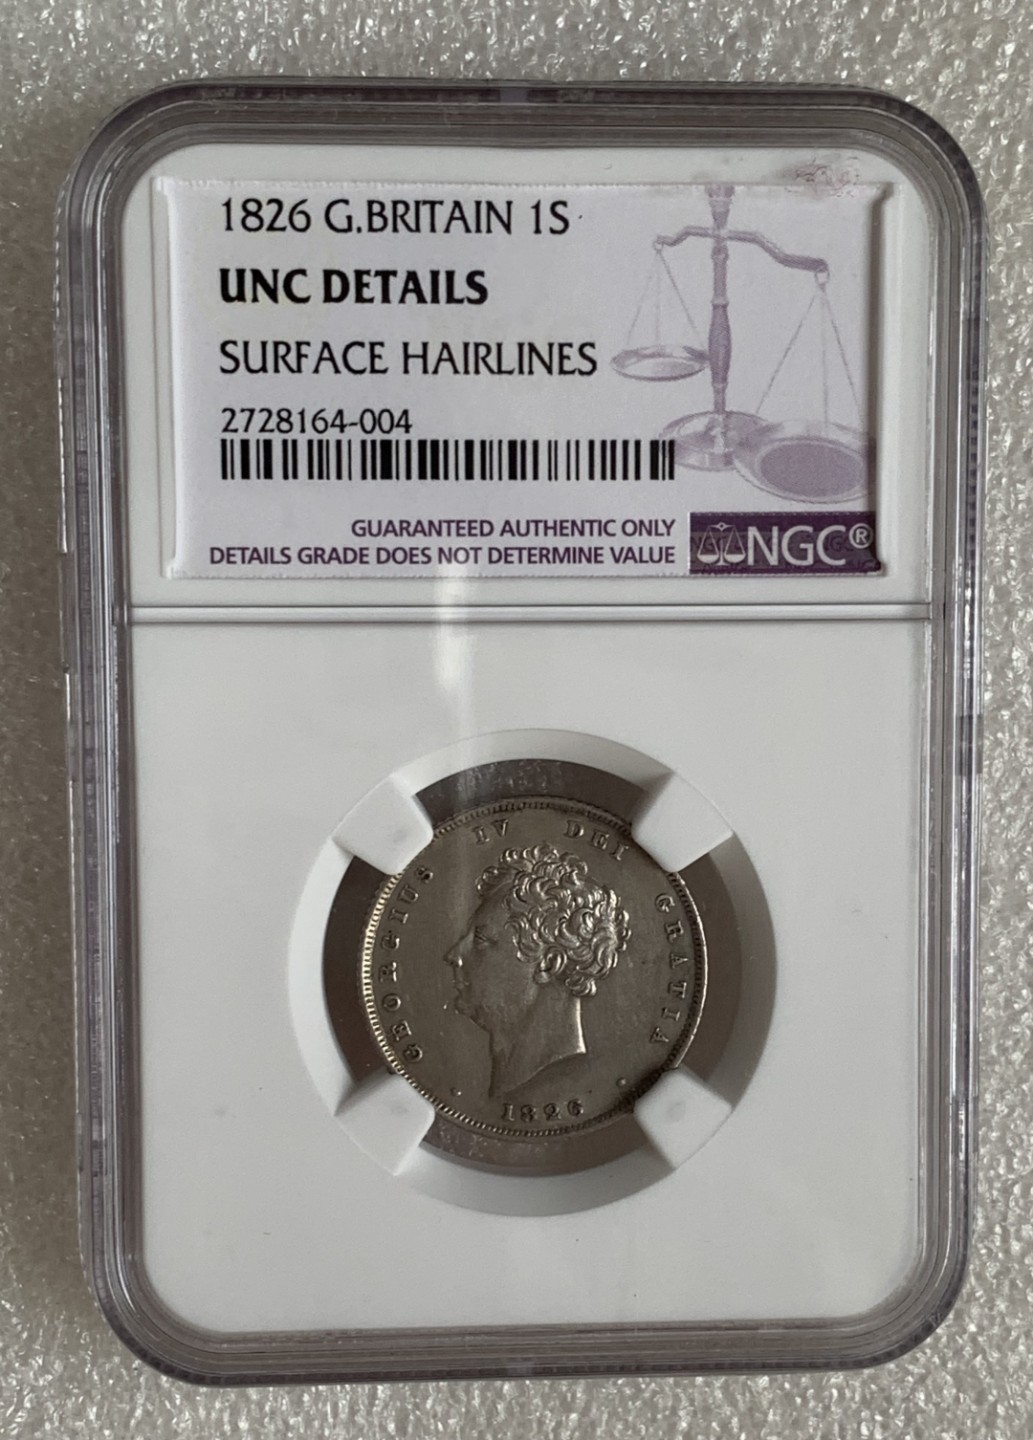 1826 G.BRITAIN 1S
UNC DETAILS
SURFACE HAIRLINES
2728164-004
GUARANTEED AUTHENTIC ONLY
DETAILS GRADE DOES NOT DETERMINE VALUE
NGC®
GEORGIUS IV DEI GRATIA
1826